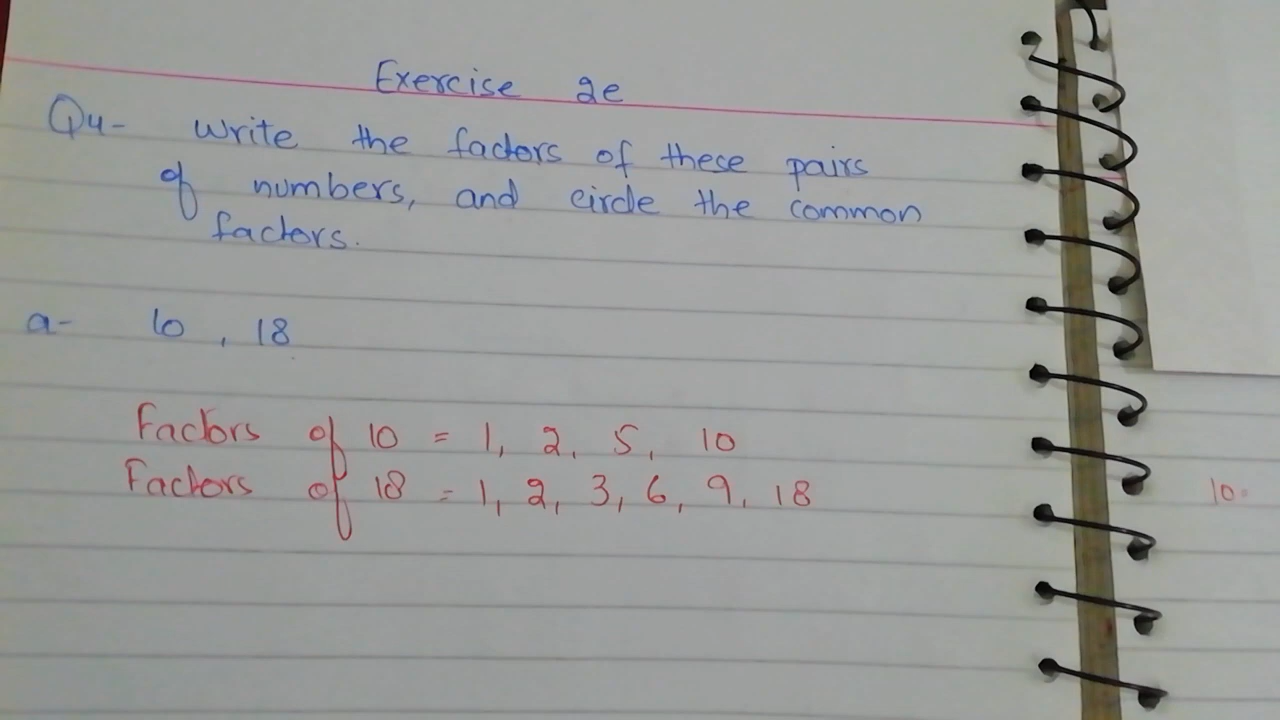 Exercise 2e
Q4- Write the factors of these pairs
of numbers, and circle the common
factors.
a- 10 , 18
Factors of 10 = 1, 2, 5, 10
Factors of 18 = 1, 2, 3, 6, 9, 18
10.